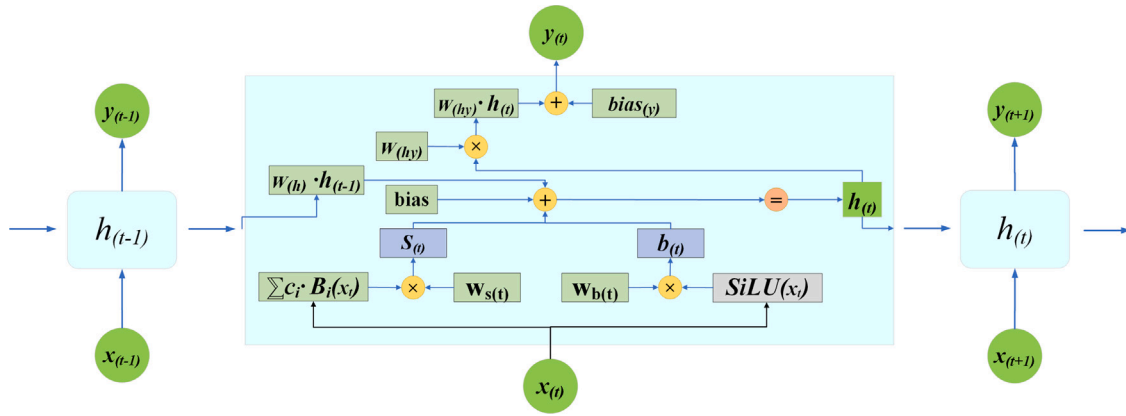 y(t)
y(t-1)
W(hy) · h(t)
+
bias(y)
y(t+1)
W(hy)
×
W(h) · h(t-1)
bias
+
=
h(t)
h(t-1)
S(t)
b(t)
h(t)
∑ci · Bi(xt)
×
ws(t)
wb(t)
×
SiLU(xt)
x(t-1)
x(t)
x(t+1)